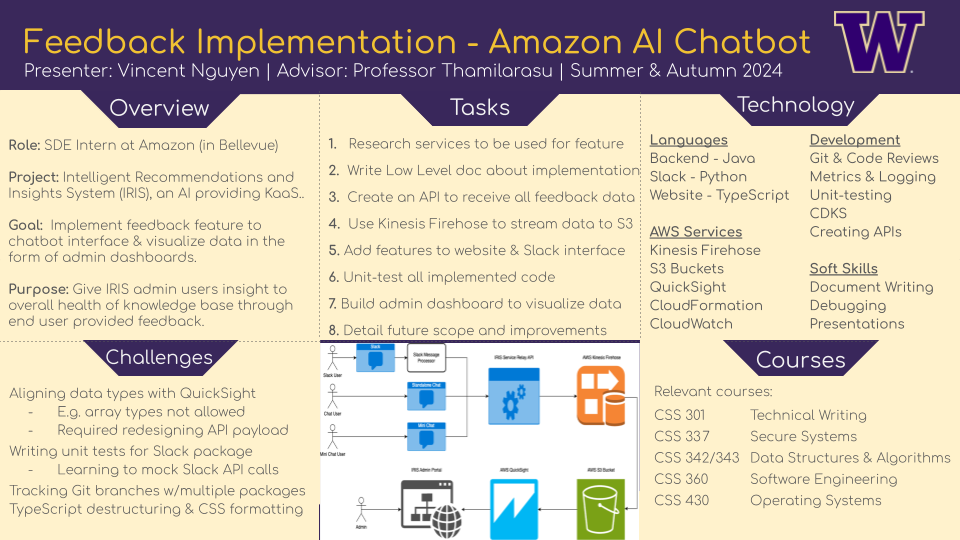 Feedback Implementation - Amazon AI Chatbot
Presenter: Vincent Nguyen | Advisor: Professor Thamilarasu | Summer & Autumn 2024
W
Overview
Role: SDE Intern at Amazon (in Bellevue)
Project: Intelligent Recommendations and
Insights System (IRIS), an AI providing KaaS..
Goal: Implement feedback feature to
chatbot interface & visualize data in the
form of admin dashboards.
Purpose: Give IRIS admin users insight to
overall health of knowledge base through
end user provided feedback.
Tasks
1. Research services to be used for feature
2. Write Low Level doc about implementation
3. Create an API to receive all feedback data
4. Use Kinesis Firehose to stream data to S3
5. Add features to website & Slack interface
6. Unit-test all implemented code
7. Build admin dashboard to visualize data
8. Detail future scope and improvements
Technology
Languages
Backend - Java
Slack - Python
Website - TypeScript
AWS Services
Kinesis Firehose
S3 Buckets
QuickSight
CloudFormation
CloudWatch
Development
Git & Code Reviews
Metrics & Logging
Unit-testing
CDKS
Creating APIs
Soft Skills
Document Writing
Debugging
Presentations
Challenges
Aligning data types with QuickSight
- E.g. array types not allowed
- Required redesigning API payload
Writing unit tests for Slack package
- Learning to mock Slack API calls
Tracking Git branches w/multiple packages
TypeScript destructuring & CSS formatting
Slack
Slack User
Slack Message
Processor
IRIS Service Relay API
AWS Kinesis Firehose
Standalone Chat
Chat User
Mini Chat
Mini Chat User
IRIS Admin Portal
AWS QuickSight
AWS S3 Bucket
Admin
Courses
Relevant courses:
CSS 301 Technical Writing
CSS 337 Secure Systems
CSS 342/343 Data Structures & Algorithms
CSS 360 Software Engineering
CSS 430 Operating Systems